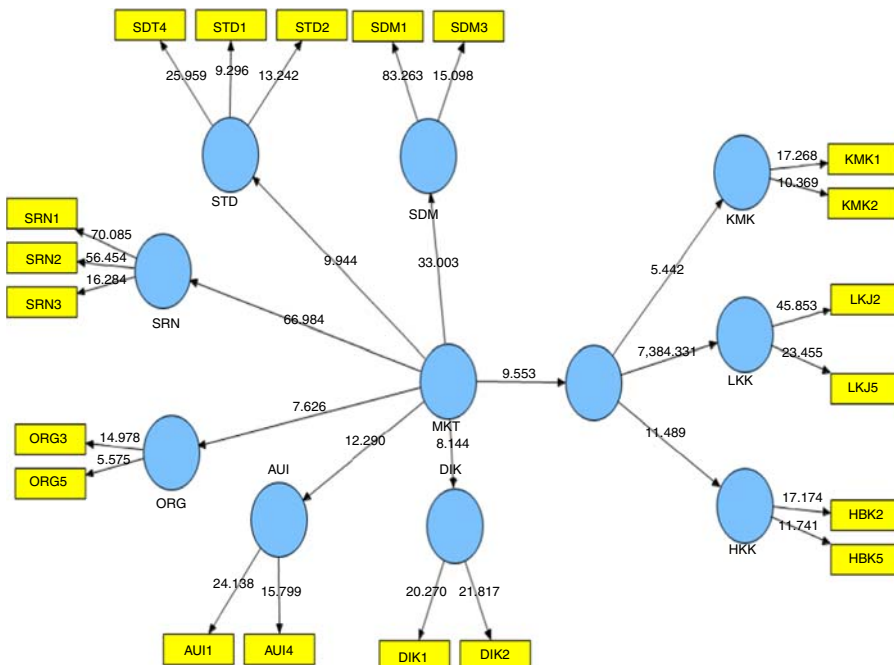 SDT4
STD1
STD2
SDM1
SDM3
25.959
9.296
13.242
83.263
15.098
STD
SDM
KMK
17.268
KMK1
10.369
KMK2
SRN1
70.085
SRN2
56.454
SRN3
16.284
SRN
9.944
33.003
5.442
66.984
LKJ2
45.853
7,384.331
23.455
LKK
LKJ5
9.553
MKT
7.626
12.290
8.144
11.489
ORG3
14.978
ORG5
5.575
ORG
AUI
DIK
HKK
17.174
HBK2
11.741
HBK5
24.138
15.799
20.270
21.817
AUI1
AUI4
DIK1
DIK2